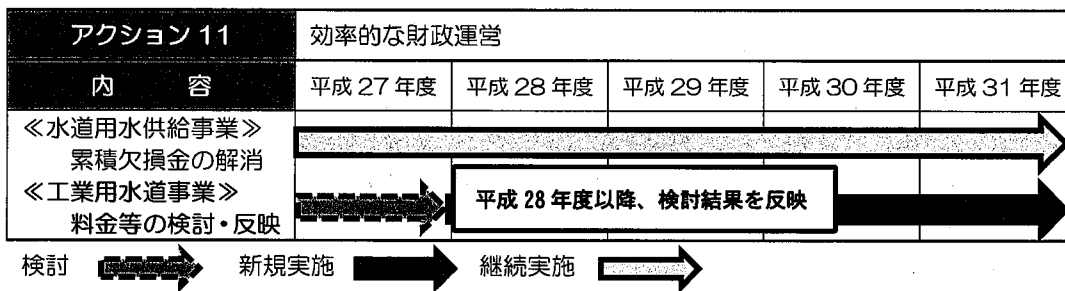 アクション11 効率的な財政運営
内 容 平成27年度 平成28年度 平成29年度 平成30年度 平成31年度
≪水道用水供給事業≫
累積欠損金の解消
≪工業用水道事業≫
料金等の検討・反映
平成28年度以降、検討結果を反映
検討 新規実施 継続実施